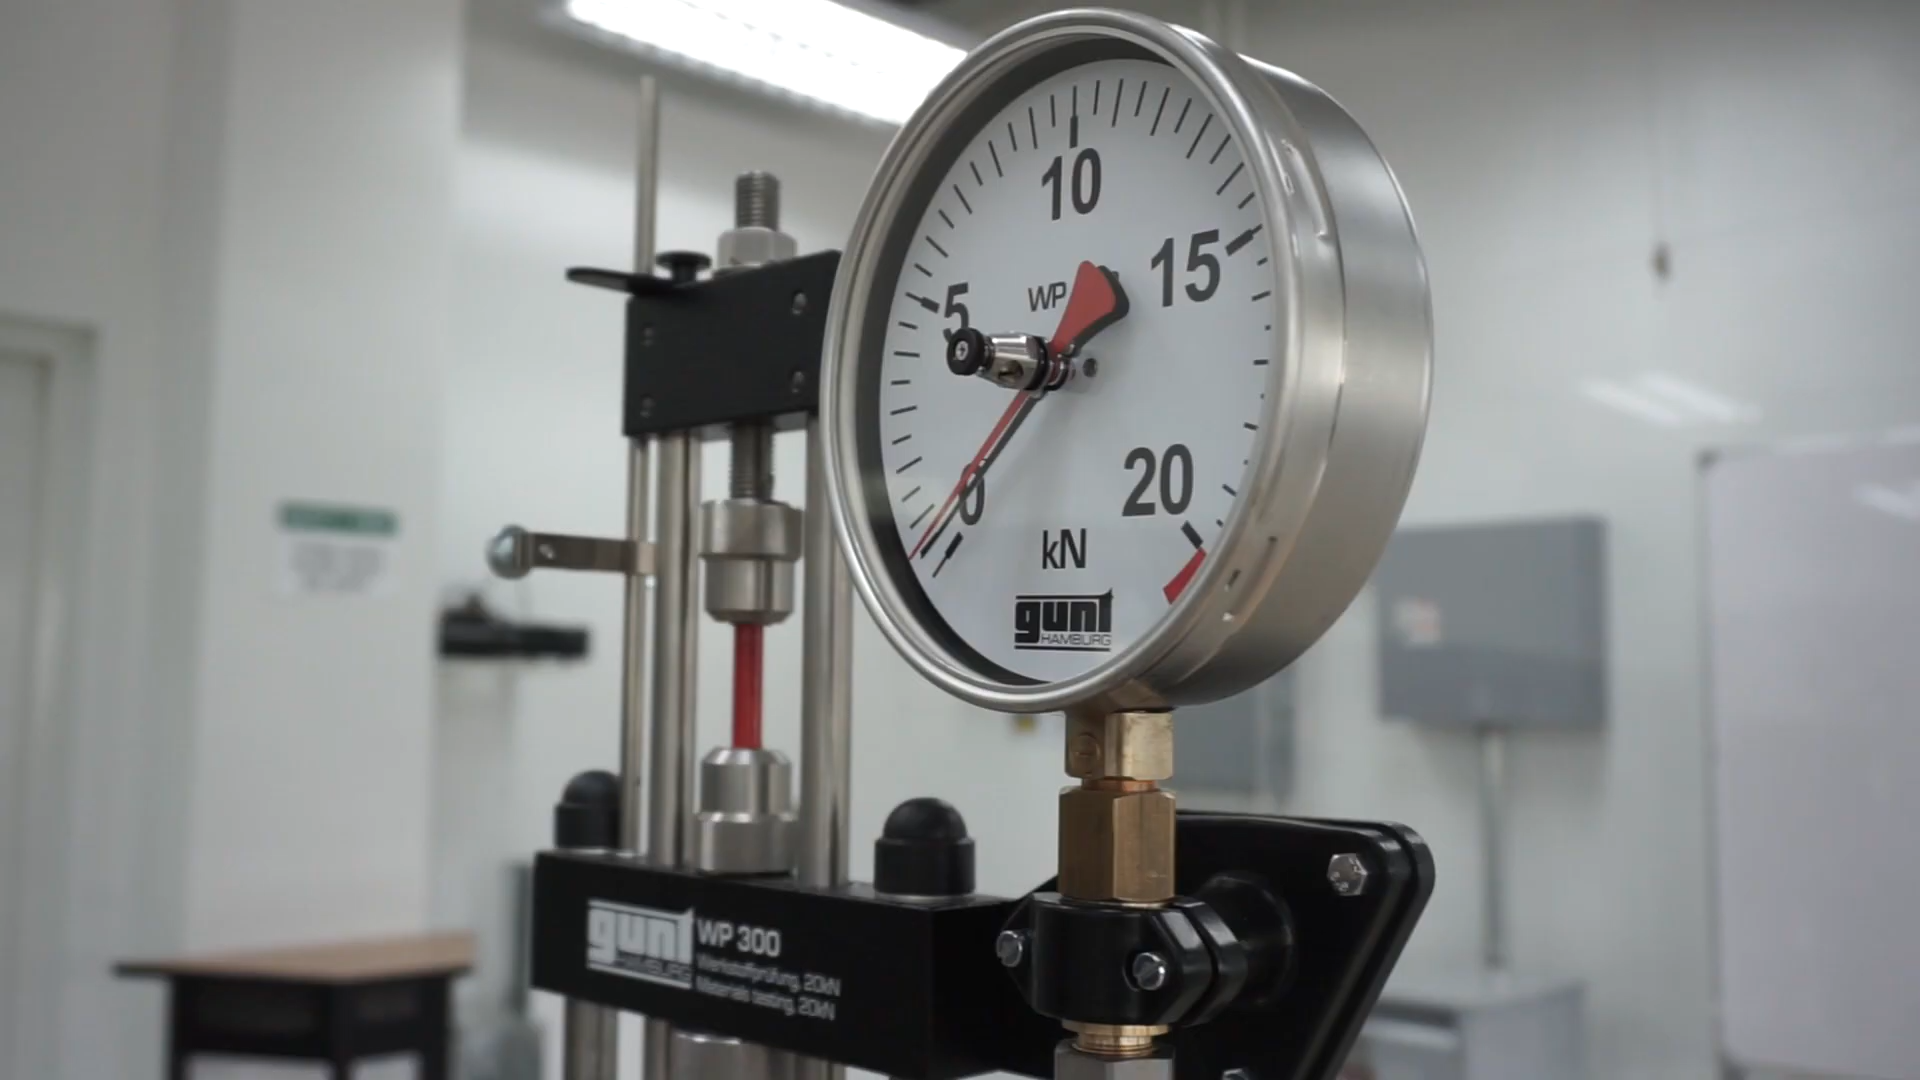 10
15
5
WP
0
20
kN
gunt
HAMBURG
gunt
HAMBURG
WP 300
Werkstoffprüfung, 20kN
Materials testing, 20kN